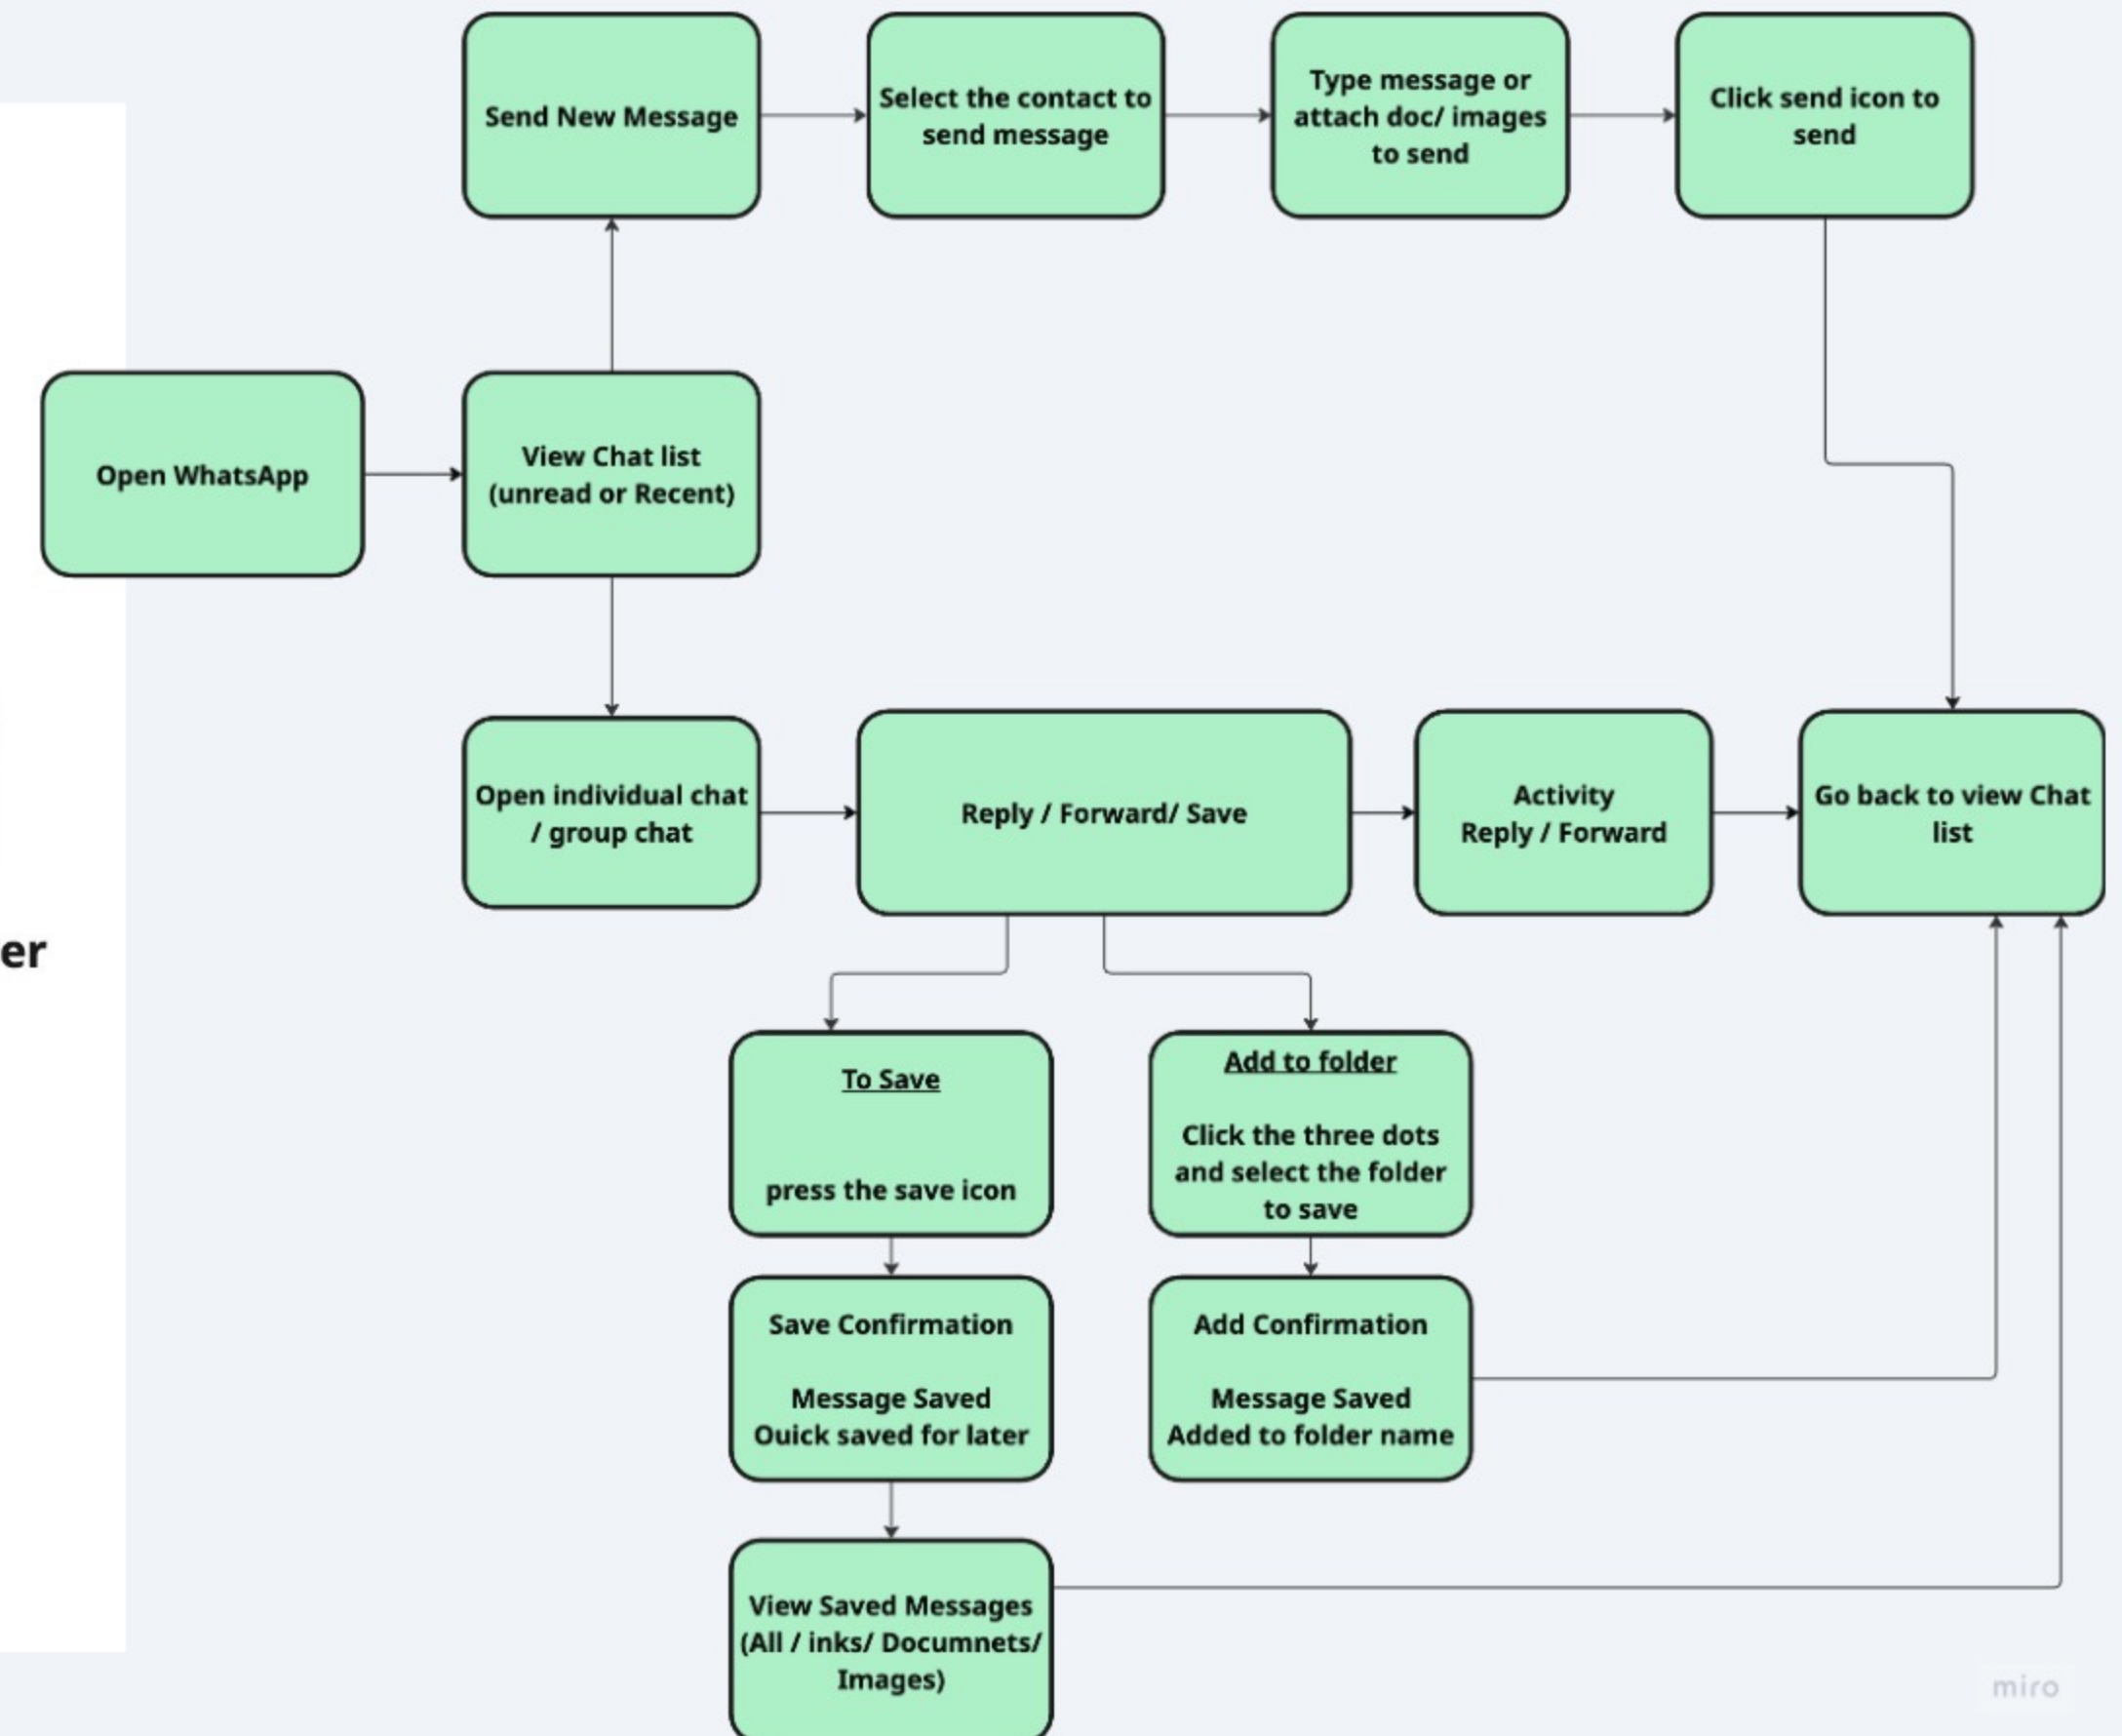 Send New Message
Select the contact to
send message
Type message or
attach doc/ images
to send
Click send icon to
send
Open WhatsApp
View Chat list
(unread or Recent)
Open individual chat
/ group chat
Reply / Forward/ Save
Activity
Reply / Forward
Go back to view Chat
list
er
To Save
press the save icon
Add to folder
Click the three dots
and select the folder
to save
Save Confirmation
Message Saved
Ouick saved for later
Add Confirmation
Message Saved
Added to folder name
View Saved Messages
(All / inks/ Documnets/
Images)
miro